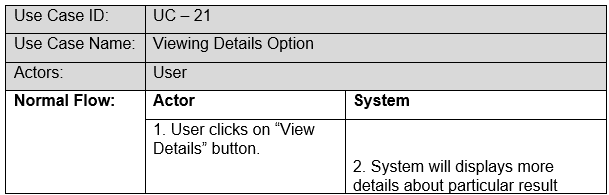 Use Case ID: UC – 21
Use Case Name: Viewing Details Option
Actors: User
Normal Flow: Actor System
1. User clicks on “View
Details” button.
2. System will displays more
details about particular result